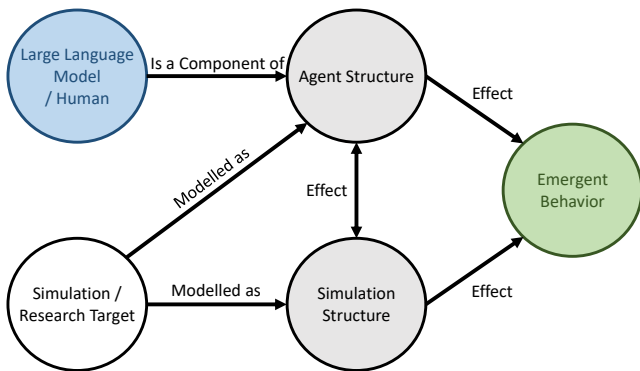 Large Language
Model
/ Human
Is a Component of
Agent Structure
Effect
Modelled as
Effect
Emergent
Behavior
Simulation /
Research Target
Modelled as
Simulation
Structure
Effect